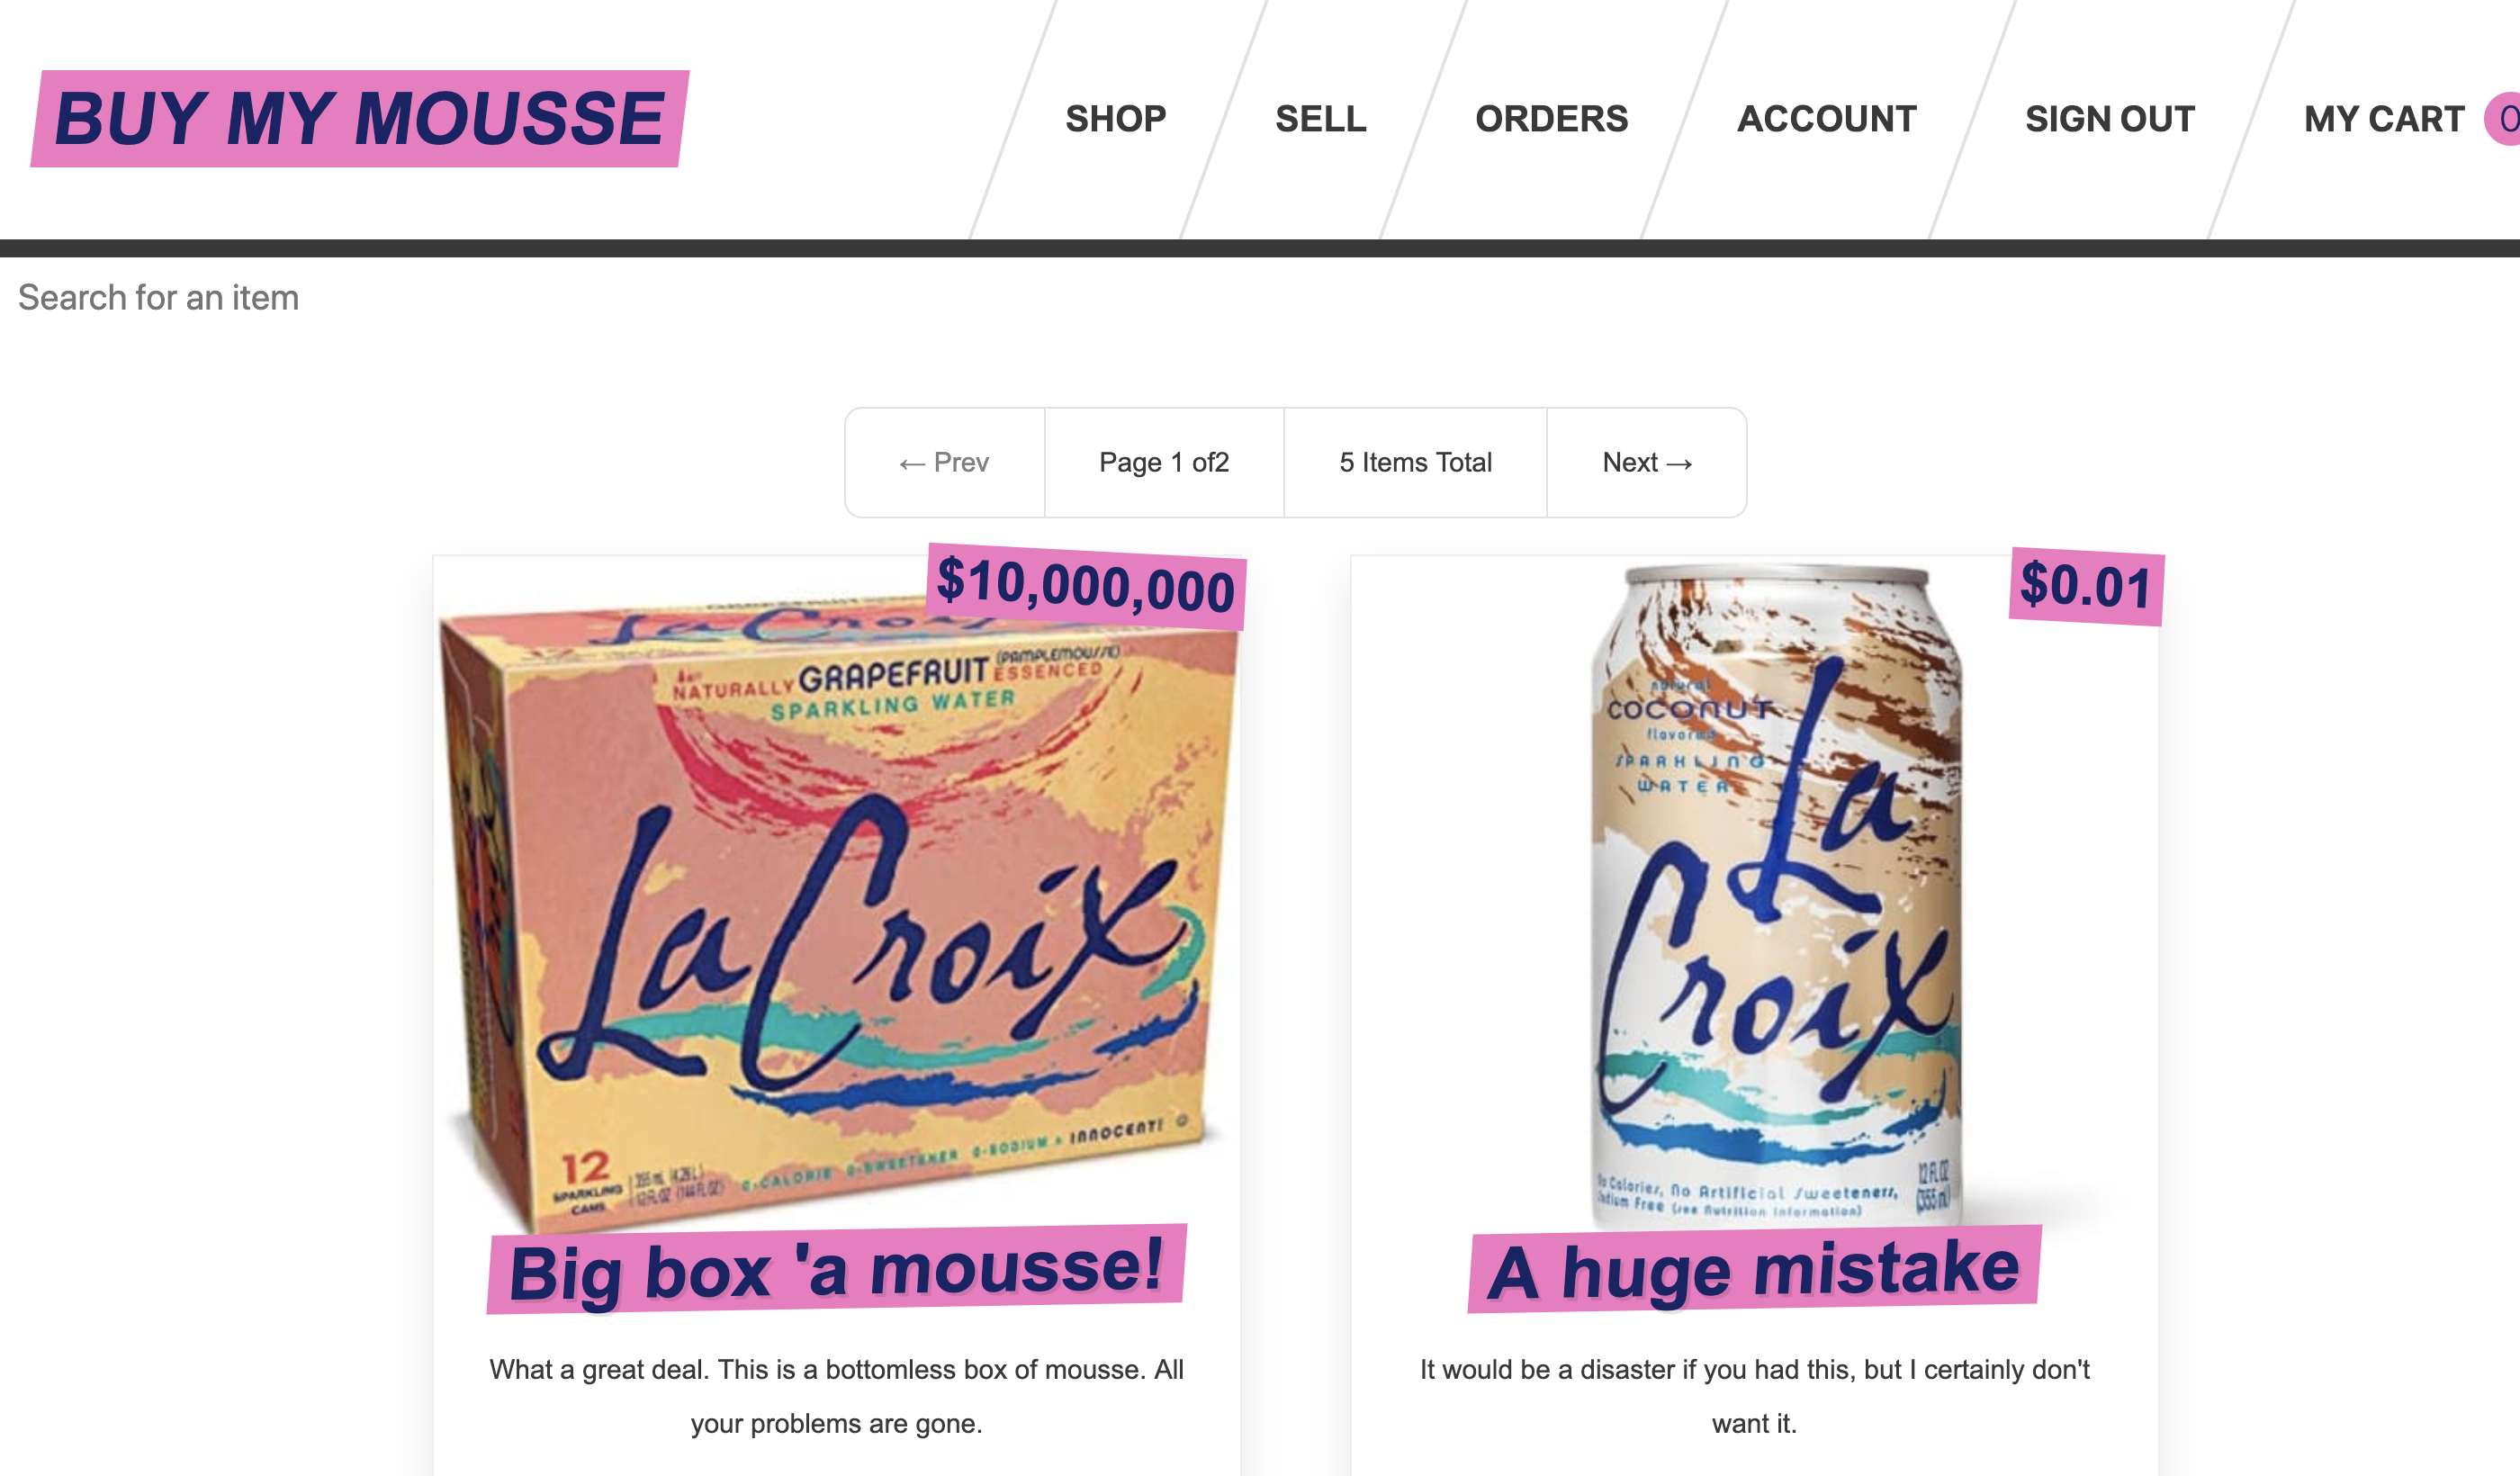 BUY MY MOUSSE
SHOP
SELL
ORDERS
ACCOUNT
SIGN OUT
MY CART
Search for an item
← Prev
Page 1 of2
5 Items Total
Next →
$10,000,000
LaCroix
NATURALLY GRAPEFRUIT (PAMPLEMOUSSE) ESSENCED
SPARKLING WATER
LaCroix
12
SPARKLING
CANS
355 mL (4.26 L)
12 FL OZ (144 FL OZ)
0-CALORIE 0-SWEETENER 0-SODIUM = INNOCENT!
Big box 'a mousse!
What a great deal. This is a bottomless box of mousse. All
your problems are gone.
$0.01
natural
COCONUT
flavored
SPARKLING
WATER
La
Croix
No Calories, No Artificial Sweeteners,
Sodium Free (see Nutrition Information)
12 FL OZ
(355 ml)
A huge mistake
It would be a disaster if you had this, but I certainly don't
want it.